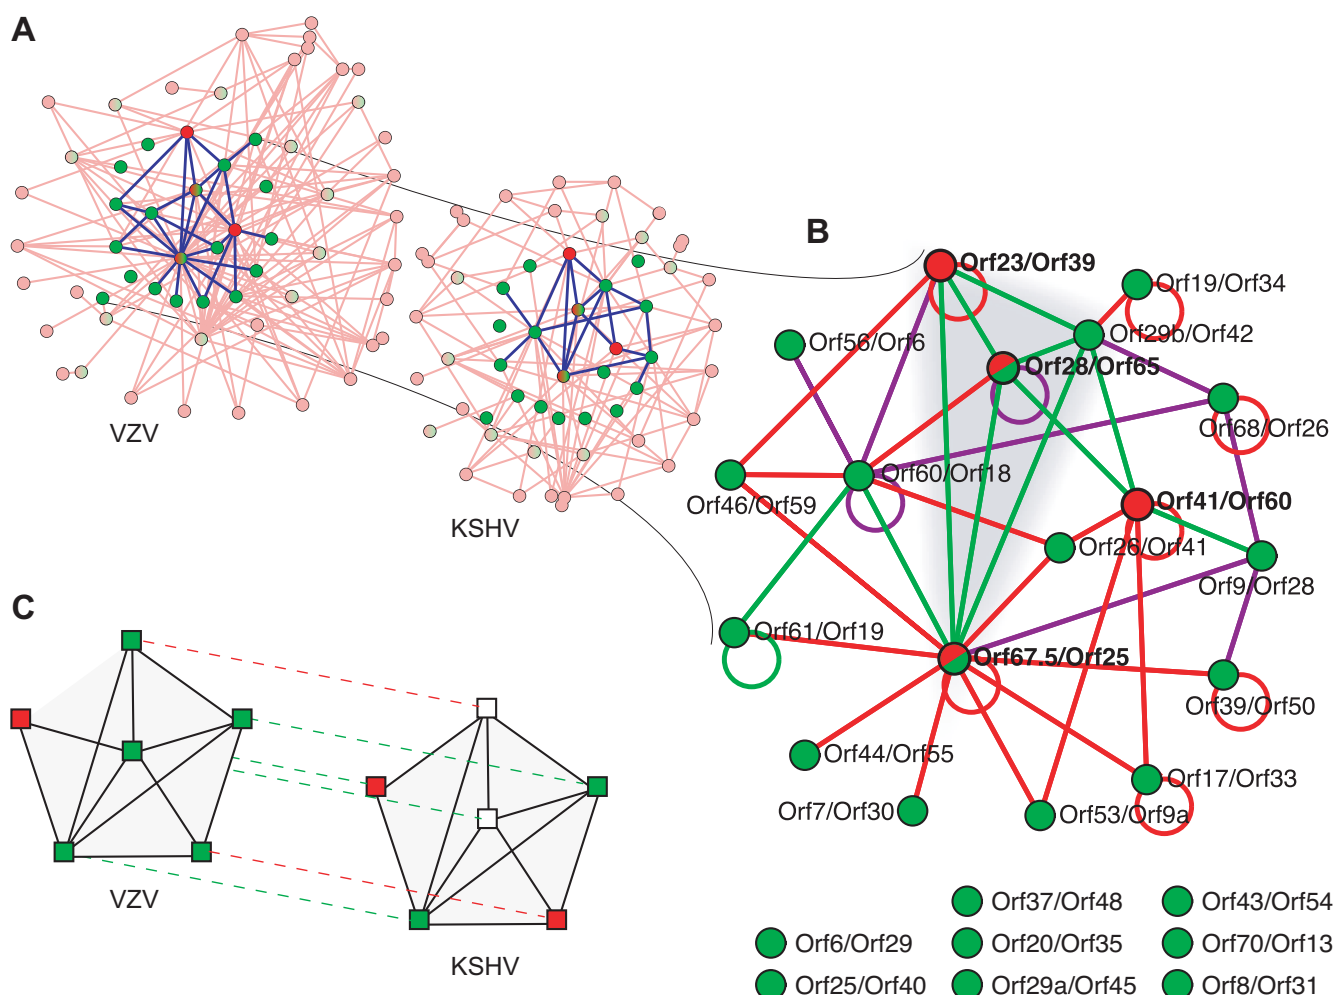 A
VZV
KSHV
B
Orf23/Orf39
Orf19/Orf34
Orf56/Orf6
Orf29b/Orf42
Orf28/Orf65
Orf68/Orf26
Orf60/Orf18
Orf46/Orf59
Orf41/Orf60
Orf26/Orf41
Orf9/Orf28
Orf61/Orf19
Orf67.5/Orf25
Orf39/Orf50
Orf44/Orf55
Orf17/Orf33
Orf7/Orf30
Orf53/Orf9a
Orf37/Orf48
Orf43/Orf54
Orf6/Orf29
Orf20/Orf35
Orf70/Orf13
Orf25/Orf40
Orf29a/Orf45
Orf8/Orf31
C
VZV
KSHV